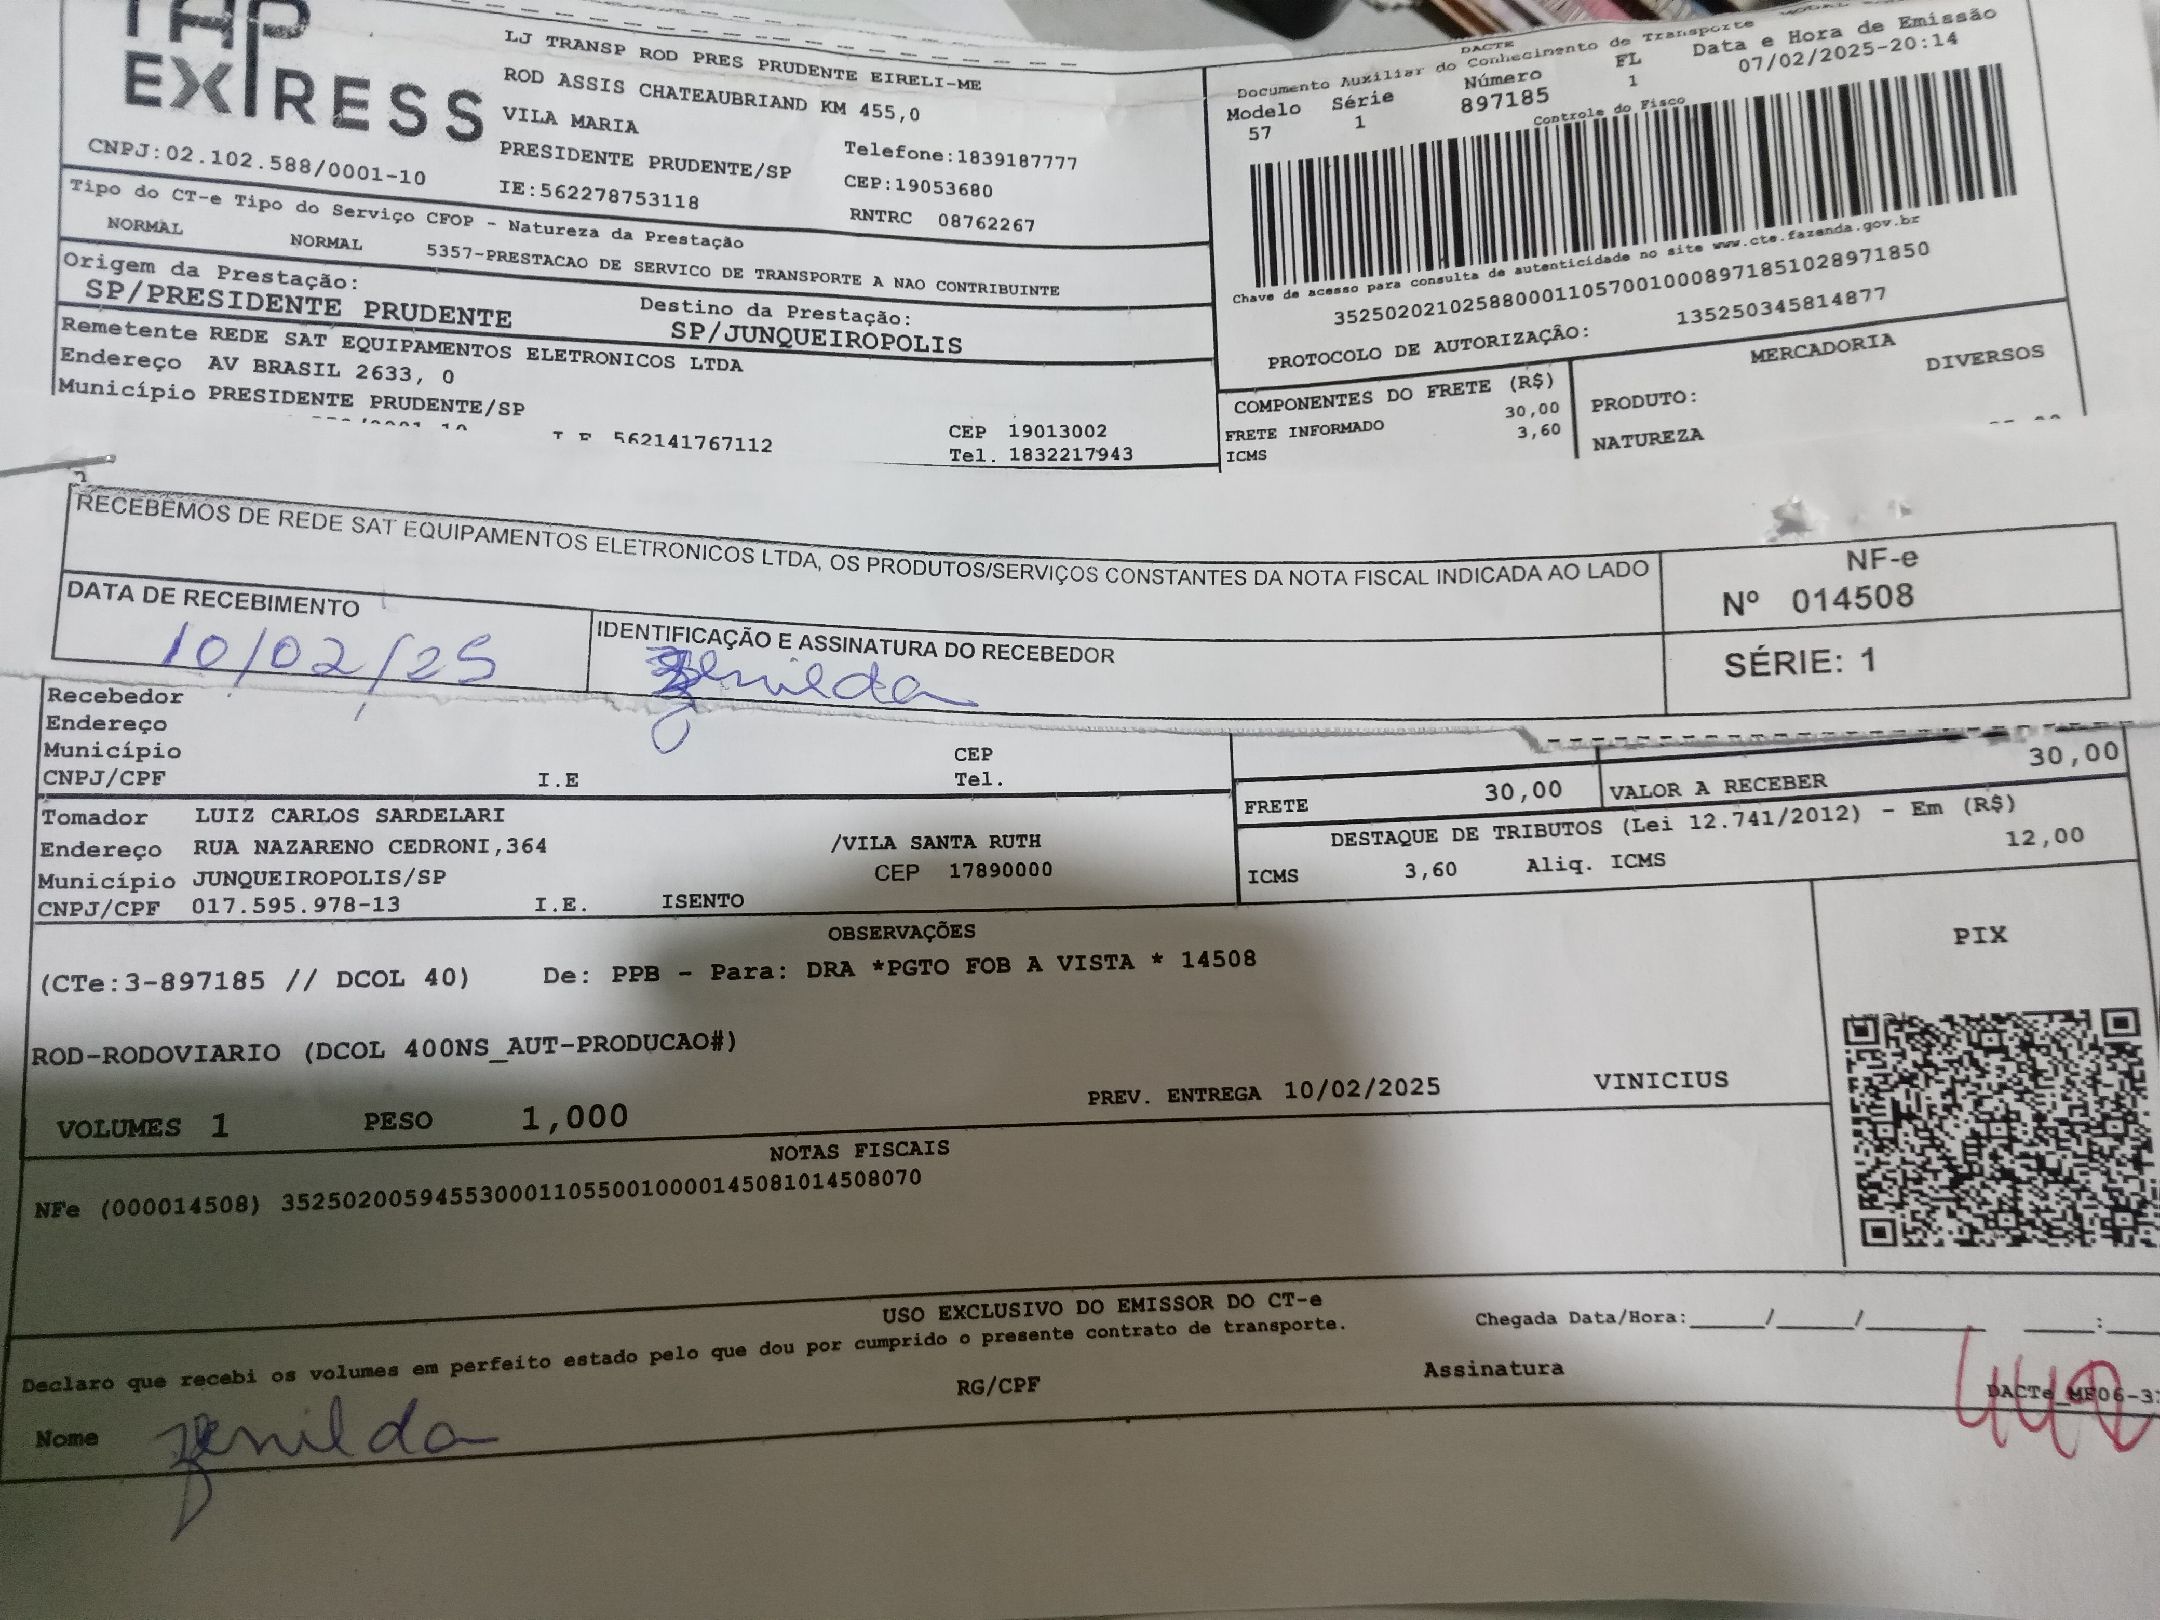 TAP
EXPRESS
CNPJ:02.102.588/0001-10
LJ TRANSP ROD PRES PRUDENTE EIRELI-ME
ROD ASSIS CHATEAUBRIAND KM 455,0
VILA MARIA
PRESIDENTE PRUDENTE/SP
IE:562278753118
Telefone:1839187777
CEP:19053680
RNTRC 08762267
DACTE
Documento Auxiliar do Conhecimento de Transporte
Modelo Série Número FL Data e Hora de Emissão
57 1 897185 1 07/02/2025-20:14
Controle do Fisco
Chave de acesso para consulta de autenticidade no site www.cte.fazenda.gov.br
35250202102588000110570010008971851028971850
PROTOCOLO DE AUTORIZAÇÃO: 135250345814877
Tipo do CT-e Tipo do Serviço CFOP - Natureza da Prestação
NORMAL NORMAL 5357-PRESTACAO DE SERVICO DE TRANSPORTE A NAO CONTRIBUINTE
Origem da Prestação: Destino da Prestação:
SP/PRESIDENTE PRUDENTE SP/JUNQUEIROPOLIS
Remetente REDE SAT EQUIPAMENTOS ELETRONICOS LTDA
Endereço AV BRASIL 2633, 0
Município PRESIDENTE PRUDENTE/SP CEP 19013002
562141767112 Tel. 1832217943
COMPONENTES DO FRETE (R$)
FRETE INFORMADO 30,00
ICMS 3,60
MERCADORIA
PRODUTO: DIVERSOS
NATUREZA
RECEBEMOS DE REDE SAT EQUIPAMENTOS ELETRONICOS LTDA, OS PRODUTOS/SERVIÇOS CONSTANTES DA NOTA FISCAL INDICADA AO LADO
NF-e
Nº 014508
SÉRIE: 1
DATA DE RECEBIMENTO
10/02/25
IDENTIFICAÇÃO E ASSINATURA DO RECEBEDOR
Zenilda
Recebedor
Endereço
Município CEP
CNPJ/CPF I.E Tel.
FRETE 30,00 VALOR A RECEBER 30,00
Tomador LUIZ CARLOS SARDELARI
Endereço RUA NAZARENO CEDRONI,364 /VILA SANTA RUTH
Município JUNQUEIROPOLIS/SP CEP 17890000
CNPJ/CPF 017.595.978-13 I.E. ISENTO
DESTAQUE DE TRIBUTOS (Lei 12.741/2012) - Em (R$)
ICMS 3,60 Aliq. ICMS 12,00
OBSERVAÇÕES
(CTe:3-897185 // DCOL 40) De: PPB - Para: DRA *PGTO FOB A VISTA * 14508
ROD-RODOVIARIO (DCOL 400NS_AUT-PRODUCAO#)
VOLUMES 1 PESO 1,000 PREV. ENTREGA 10/02/2025 VINICIUS
PIX
NOTAS FISCAIS
NFe (000014508) 35250200594553000110550010000145081014508070
USO EXCLUSIVO DO EMISSOR DO CT-e
Declaro que recebi os volumes em perfeito estado pelo que dou por cumprido o presente contrato de transporte.
Chegada Data/Hora:_____/_____/_______ ____:____
Nome Zenilda RG/CPF Assinatura